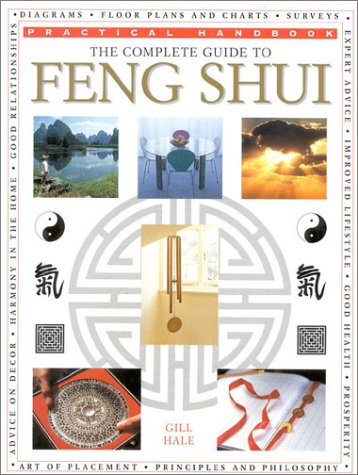 DIAGRAMS • FLOOR PLANS AND CHARTS • SURVEYS
PRACTICAL HANDBOOK
THE COMPLETE GUIDE TO
FENG SHUI
EXPERT ADVICE • IMPROVED LIFESTYLE • GOOD HEALTH • PROSPERITY
ADVICE ON DECOR • HARMONY IN THE HOME • GOOD RELATIONSHIPS
氣
氣
GILL
HALE
ART OF PLACEMENT • PRINCIPLES AND PHILOSOPHY